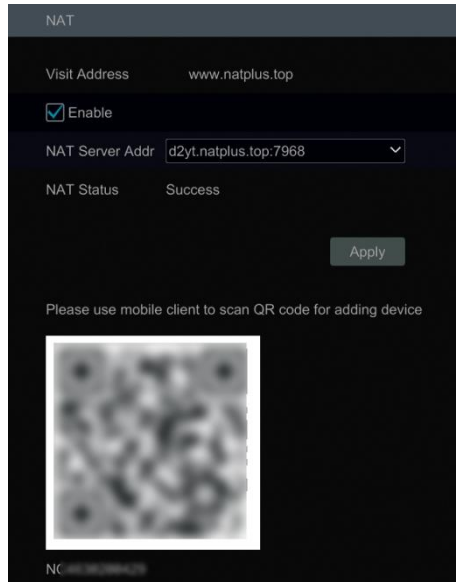 NAT
Visit Address www.natplus.top
Enable
NAT Server Addr d2yt.natplus.top:7968
NAT Status Success
Apply
Please use mobile client to scan QR code for adding device